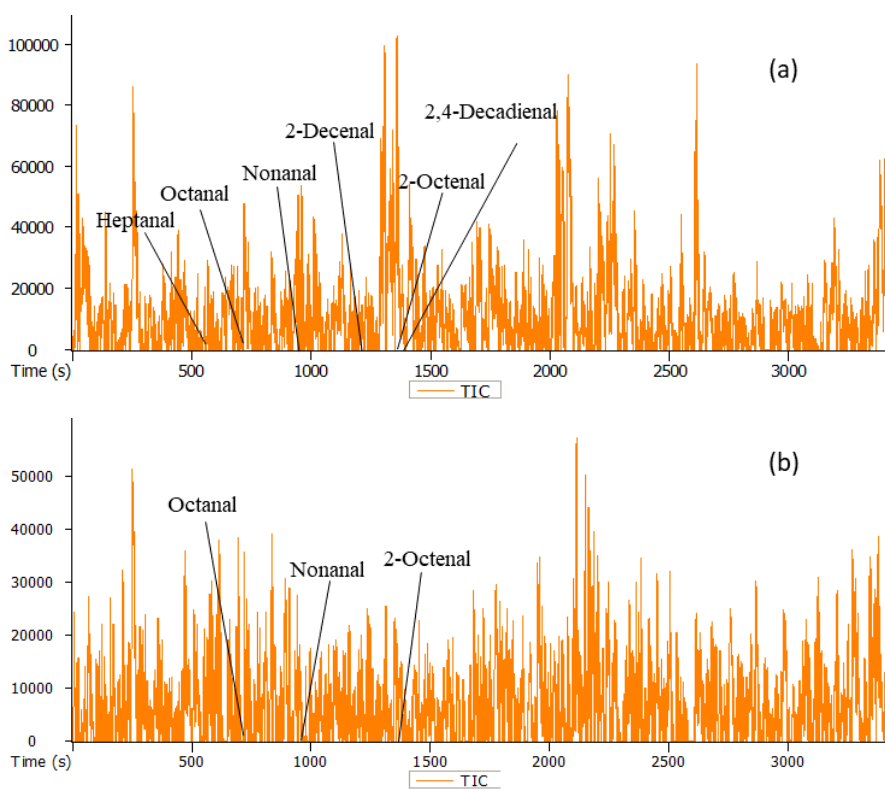 (a)
100000
80000
60000
40000
20000
0
2,4-Decadienal
2-Decenal
Nonanal
2-Octenal
Octanal
Heptanal
Time (s) 500 1000 1500 2000 2500 3000
TIC
(b)
50000
40000
30000
20000
10000
0
Octanal
Nonanal
2-Octenal
Time (s) 500 1000 1500 2000 2500 3000
TIC